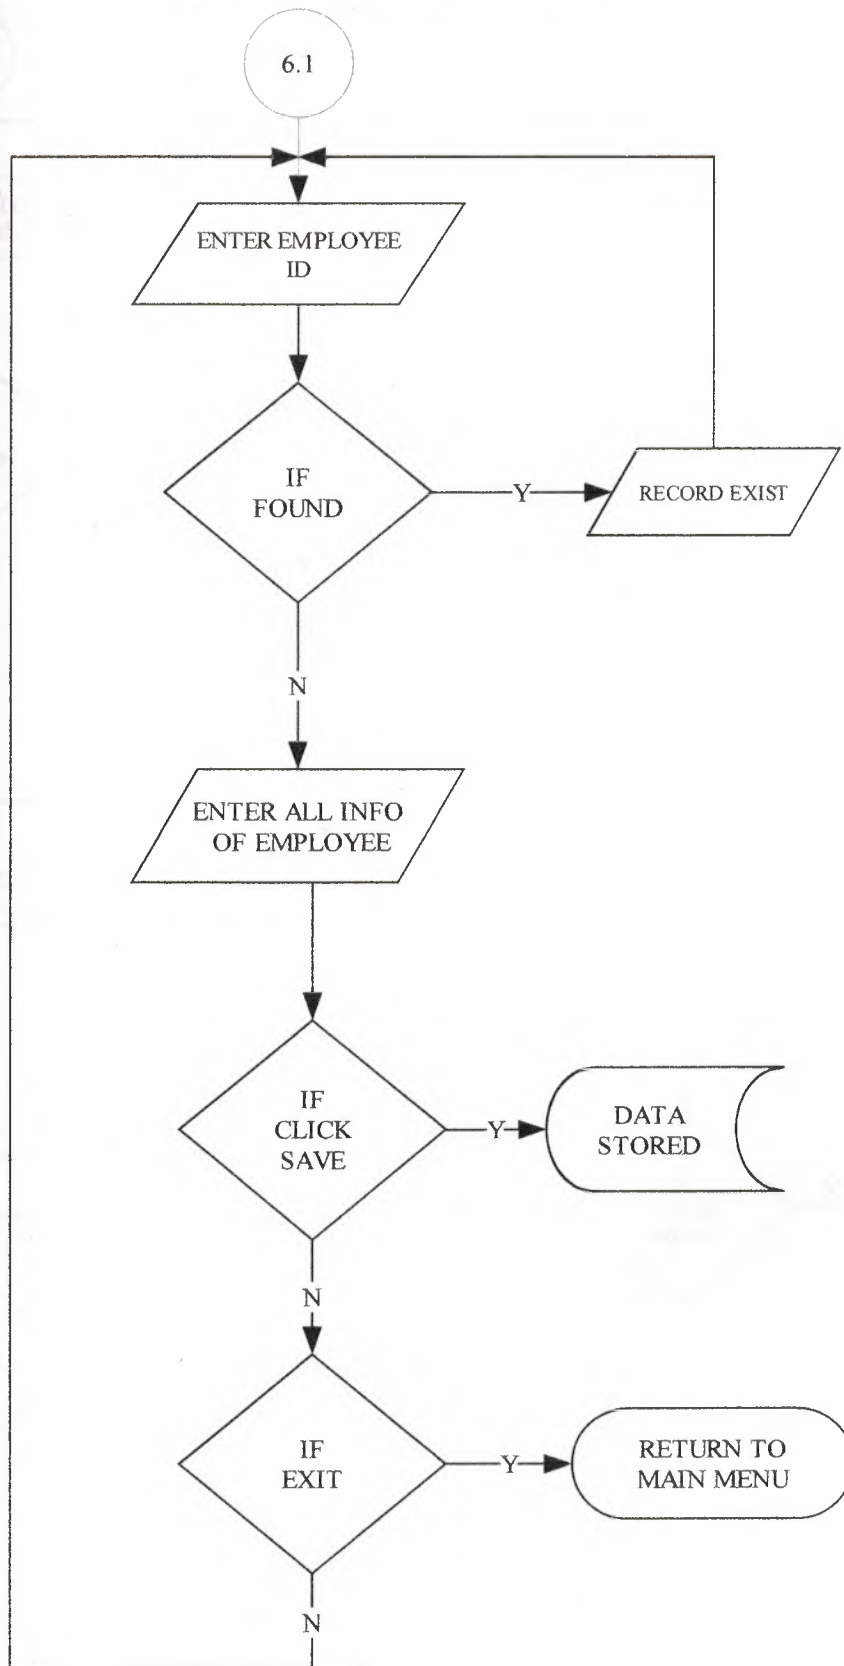 6.1
ENTER EMPLOYEE
ID
IF
FOUND
Y
RECORD EXIST
N
ENTER ALL INFO
OF EMPLOYEE
IF
CLICK
SAVE
Y
DATA
STORED
N
IF
EXIT
Y
RETURN TO
MAIN MENU
N